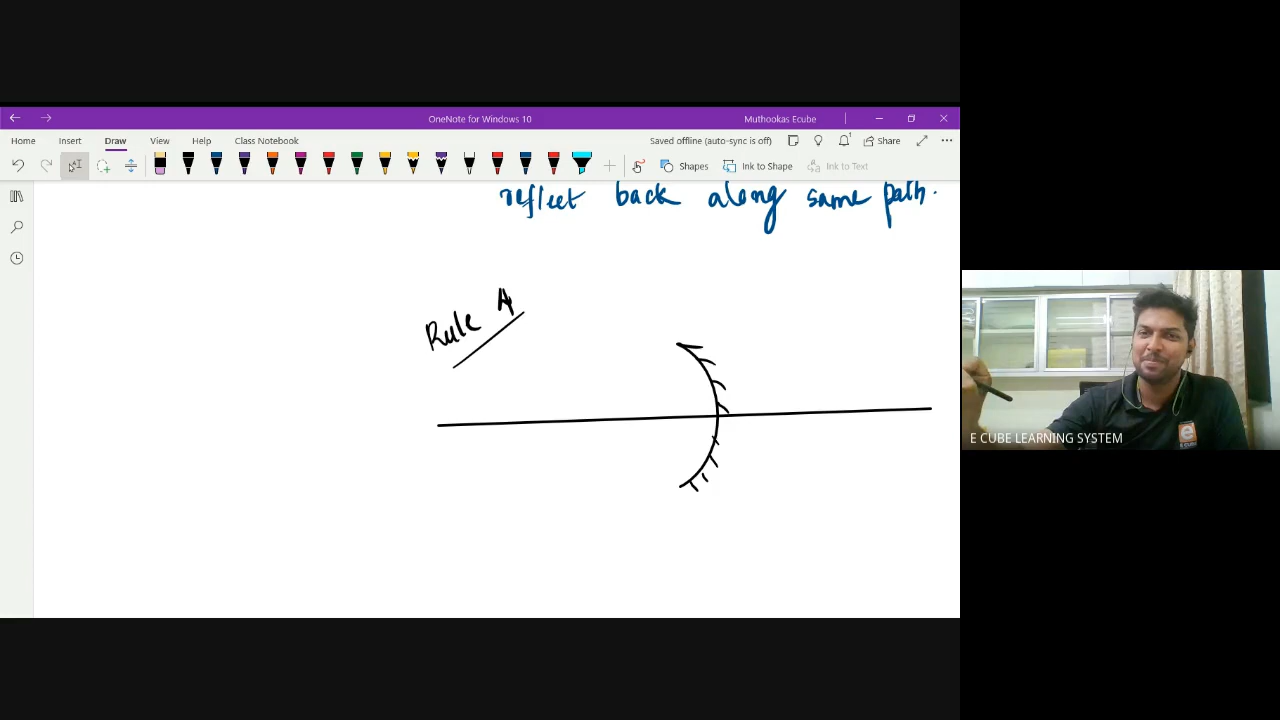 OneNote for Windows 10
Muthookas Ecube
Home Insert Draw View Help Class Notebook
Saved offline (auto-sync is off)
Share
Shapes Ink to Shape Ink to Text
reflect back along same path.
Rule 4
E CUBE LEARNING SYSTEM